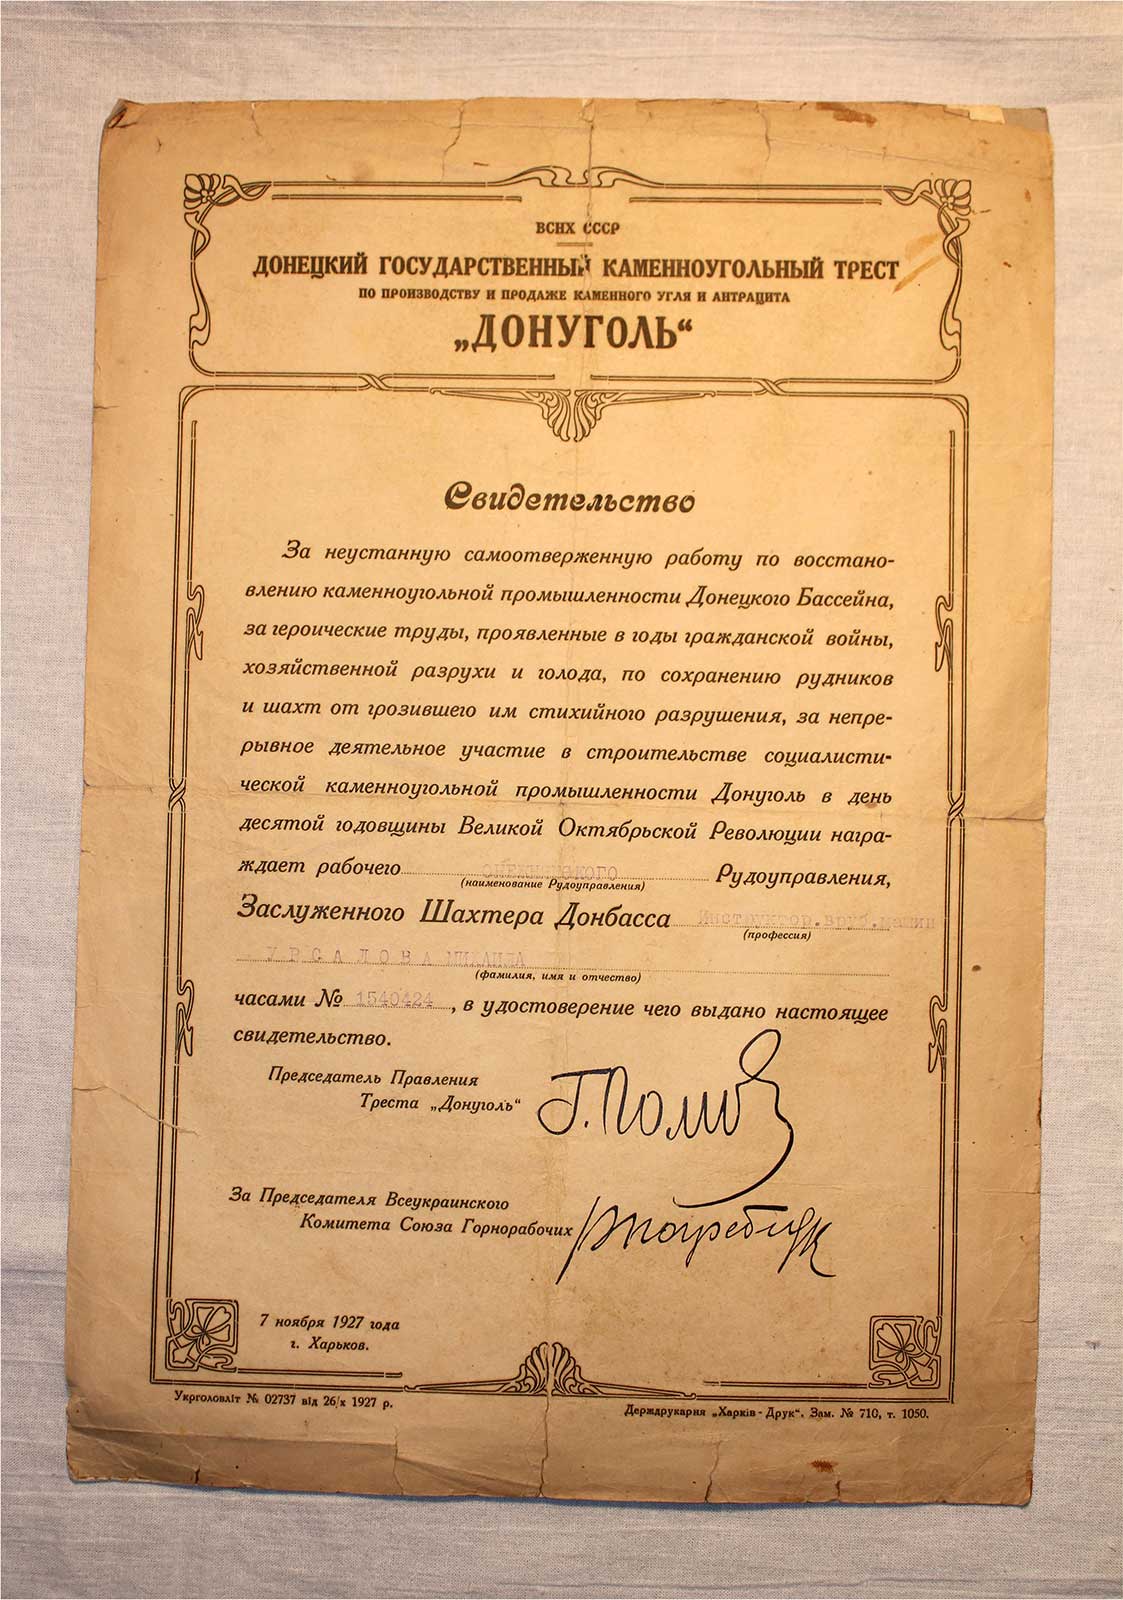 ВСНХ СССР
ДОНЕЦКИЙ ГОСУДАРСТВЕННЫЙ КАМЕННОУГОЛЬНЫЙ ТРЕСТ
ПО ПРОИЗВОДСТВУ И ПРОДАЖЕ КАМЕННОГО УГЛЯ И АНТРАЦИТА
„ДОНУГОЛЬ“
Свидетельство
За неустанную самоотверженную работу по восстано-
влению каменноугольной промышленности Донецкого Бассейна,
за героические труды, проявленные в годы гражданской войны,
хозяйственной разрухи и голода, по сохранению рудников
и шахт от грозившего им стихийного разрушения, за непре-
рывное деятельное участие в строительстве социалисти-
ческой каменноугольной промышленности Донуголь в день
десятой годовщины Великой Октябрьской Революции награ-
ждает рабочего Рудоуправления,
(наименование Рудоуправления)
Заслуженного Шахтера Донбасса Инструктор.вруб.машин
(профессия)
УРСАЛОВА МИХАИЛА
(фамилия, имя и отчество)
часами № 1540424, в удостоверение чего выдано настоящее
свидетельство.
Председатель Правления
Треста „Донуголь“
За Председателя Всеукраинского
Комитета Союза Горнорабочих
7 ноября 1927 года
г. Харьков.
Укрголовліт № 02737 від 26/х 1927 р.
Держдрукарня „Харків-Друк“. Зам. № 710, т. 1050.